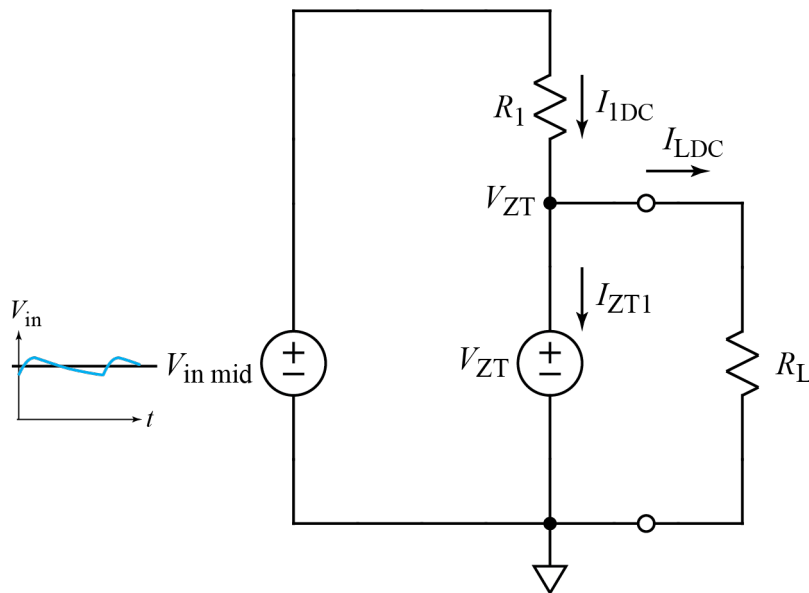 R1
I1DC
ILDC
VZT
Vin
IZT1
Vin mid
+
−
VZT
+
−
RL
t